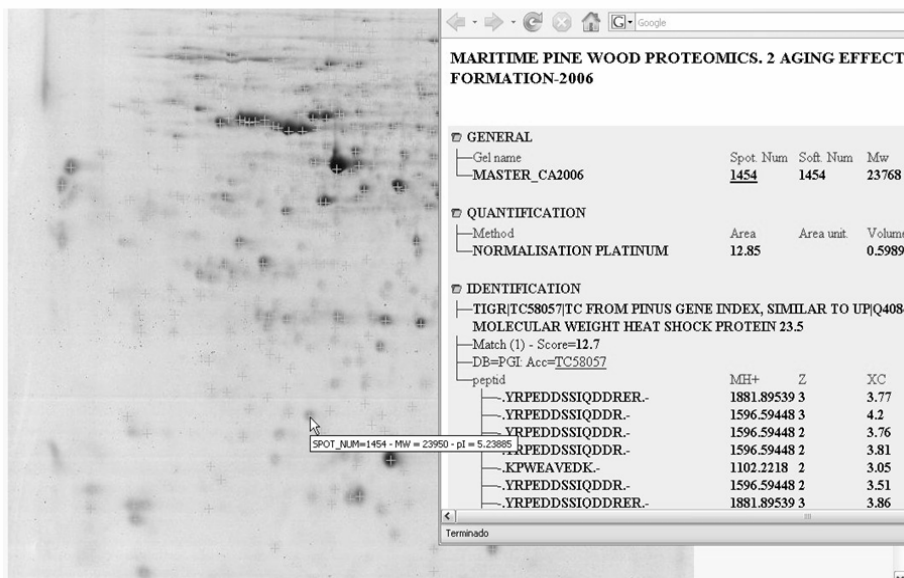 Google
MARITIME PINE WOOD PROTEOMICS. 2 AGING EFFECT
FORMATION-2006
GENERAL
Gel name Spot. Num Soft. Num Mw
MASTER_CA2006 1454 1454 23768
QUANTIFICATION
Method Area Area unit. Volume
NORMALISATION PLATINUM 12.85 0.5989
IDENTIFICATION
TIGR|TC58057|TC FROM PINUS GENE INDEX, SIMILAR TO UP|Q408
MOLECULAR WEIGHT HEAT SHOCK PROTEIN 23.5
Match (1) - Score=12.7
DB=PGI: Acc=TC58057
peptid MH+ Z XC
-.YRPEDDSSIQDDRER.- 1881.89539 3 3.77
-.YRPEDDSSIQDDR.- 1596.59448 3 4.2
-.YRPEDDSSIQDDR.- 1596.59448 2 3.76
SPOT_NUM=1454 - MW = 23950 - pI = 5.23885
-.YRPEDDSSIQDDR.- 1596.59448 2 3.81
-.KPWEAVEDK.- 1102.2218 2 3.05
-.YRPEDDSSIQDDR.- 1596.59448 2 3.51
-.YRPEDDSSIQDDRER.- 1881.89539 3 3.86
Terminado